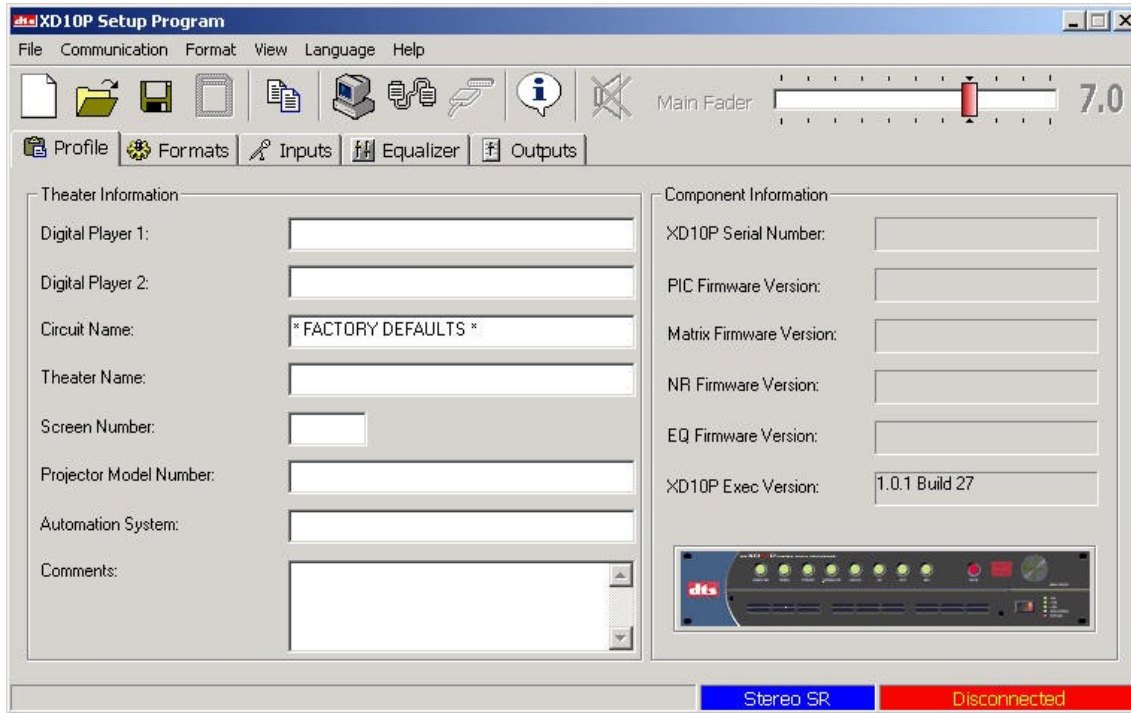 dts XD10P Setup Program
File Communication Format View Language Help
Main Fader 7.0
Profile Formats Inputs Equalizer Outputs
Theater Information
Digital Player 1:
Digital Player 2:
Circuit Name: * FACTORY DEFAULTS *
Theater Name:
Screen Number:
Projector Model Number:
Automation System:
Comments:
Component Information
XD10P Serial Number:
PIC Firmware Version:
Matrix Firmware Version:
NR Firmware Version:
EQ Firmware Version:
XD10P Exec Version: 1.0.1 Build 27
dts
Stereo SR
Disconnected